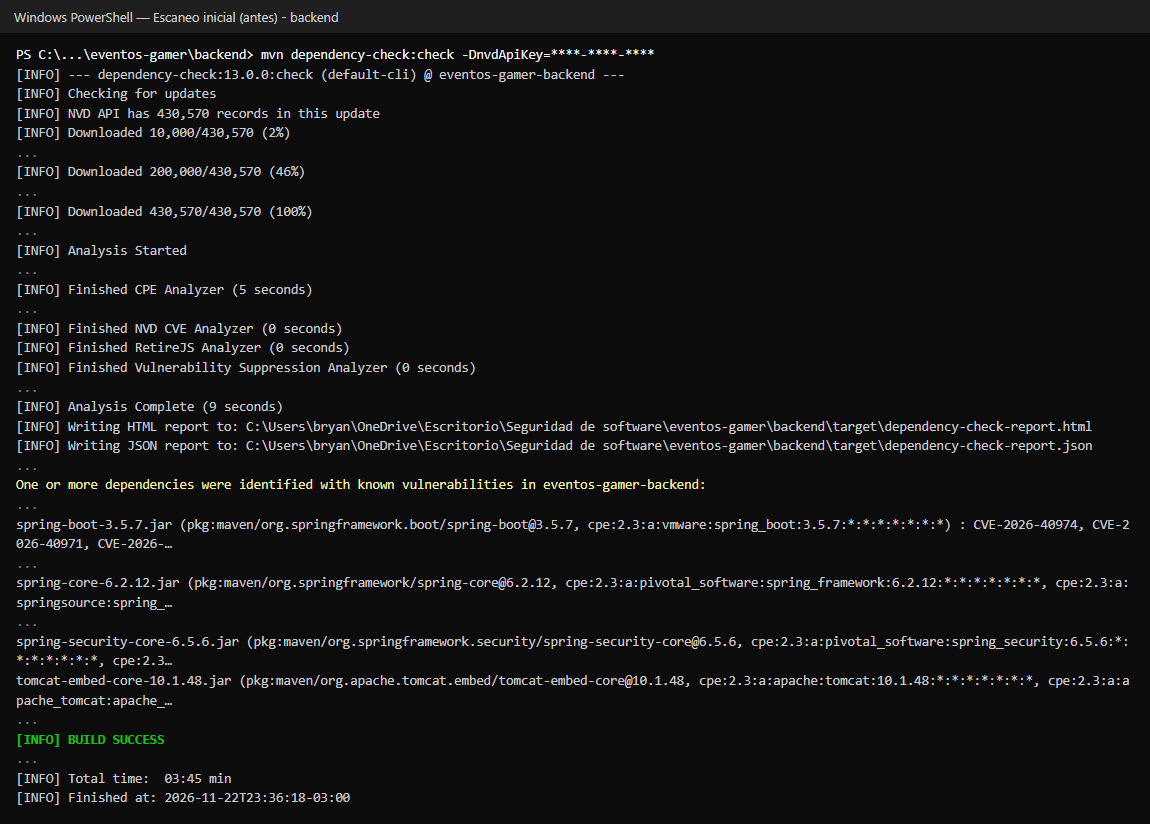 Windows PowerShell — Escaneo inicial (antes) - backend
PS C:\...\eventos-gamer\backend> mvn dependency-check:check -DnvdApiKey=****-****-****
[INFO] --- dependency-check:13.0.0:check (default-cli) @ eventos-gamer-backend ---
[INFO] Checking for updates
[INFO] NVD API has 430,570 records in this update
[INFO] Downloaded 10,000/430,570 (2%)
...
[INFO] Downloaded 200,000/430,570 (46%)
...
[INFO] Downloaded 430,570/430,570 (100%)
...
[INFO] Analysis Started
...
[INFO] Finished CPE Analyzer (5 seconds)
...
[INFO] Finished NVD CVE Analyzer (0 seconds)
[INFO] Finished RetireJS Analyzer (0 seconds)
[INFO] Finished Vulnerability Suppression Analyzer (0 seconds)
...
[INFO] Analysis Complete (9 seconds)
[INFO] Writing HTML report to: C:\Users\bryan\OneDrive\Escritorio\Seguridad de software\eventos-gamer\backend\target\dependency-check-report.html
[INFO] Writing JSON report to: C:\Users\bryan\OneDrive\Escritorio\Seguridad de software\eventos-gamer\backend\target\dependency-check-report.json
...
One or more dependencies were identified with known vulnerabilities in eventos-gamer-backend:
...
spring-boot-3.5.7.jar (pkg:maven/org.springframework.boot/spring-boot@3.5.7, cpe:2.3:a:vmware:spring_boot:3.5.7:*:*:*:*:*:*:*) : CVE-2026-40974, CVE-2
026-40971, CVE-2026-…
...
spring-core-6.2.12.jar (pkg:maven/org.springframework/spring-core@6.2.12, cpe:2.3:a:pivotal_software:spring_framework:6.2.12:*:*:*:*:*:*:*, cpe:2.3:a:
springsource:spring_…
...
spring-security-core-6.5.6.jar (pkg:maven/org.springframework.security/spring-security-core@6.5.6, cpe:2.3:a:pivotal_software:spring_security:6.5.6:*:
*:*:*:*:*:*, cpe:2.3…
tomcat-embed-core-10.1.48.jar (pkg:maven/org.apache.tomcat.embed/tomcat-embed-core@10.1.48, cpe:2.3:a:apache:tomcat:10.1.48:*:*:*:*:*:*:*, cpe:2.3:a:a
pache_tomcat:apache_…
...
[INFO] BUILD SUCCESS
...
[INFO] Total time:  03:45 min
[INFO] Finished at: 2026-11-22T23:36:18-03:00